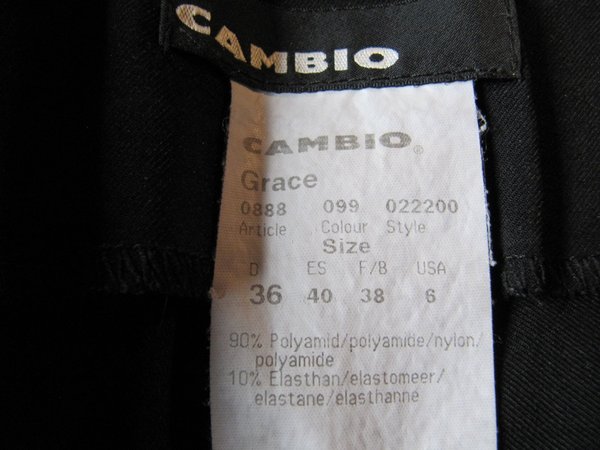 CAMBIO
CAMBIO®
Grace
0888 099 022200
Article Colour Style
Size
D ES F/B USA
36 40 38 6
90% Polyamid/polyamide/nylon/
polyamide
10% Elasthan/elastomeer/
elastane/elasthanne